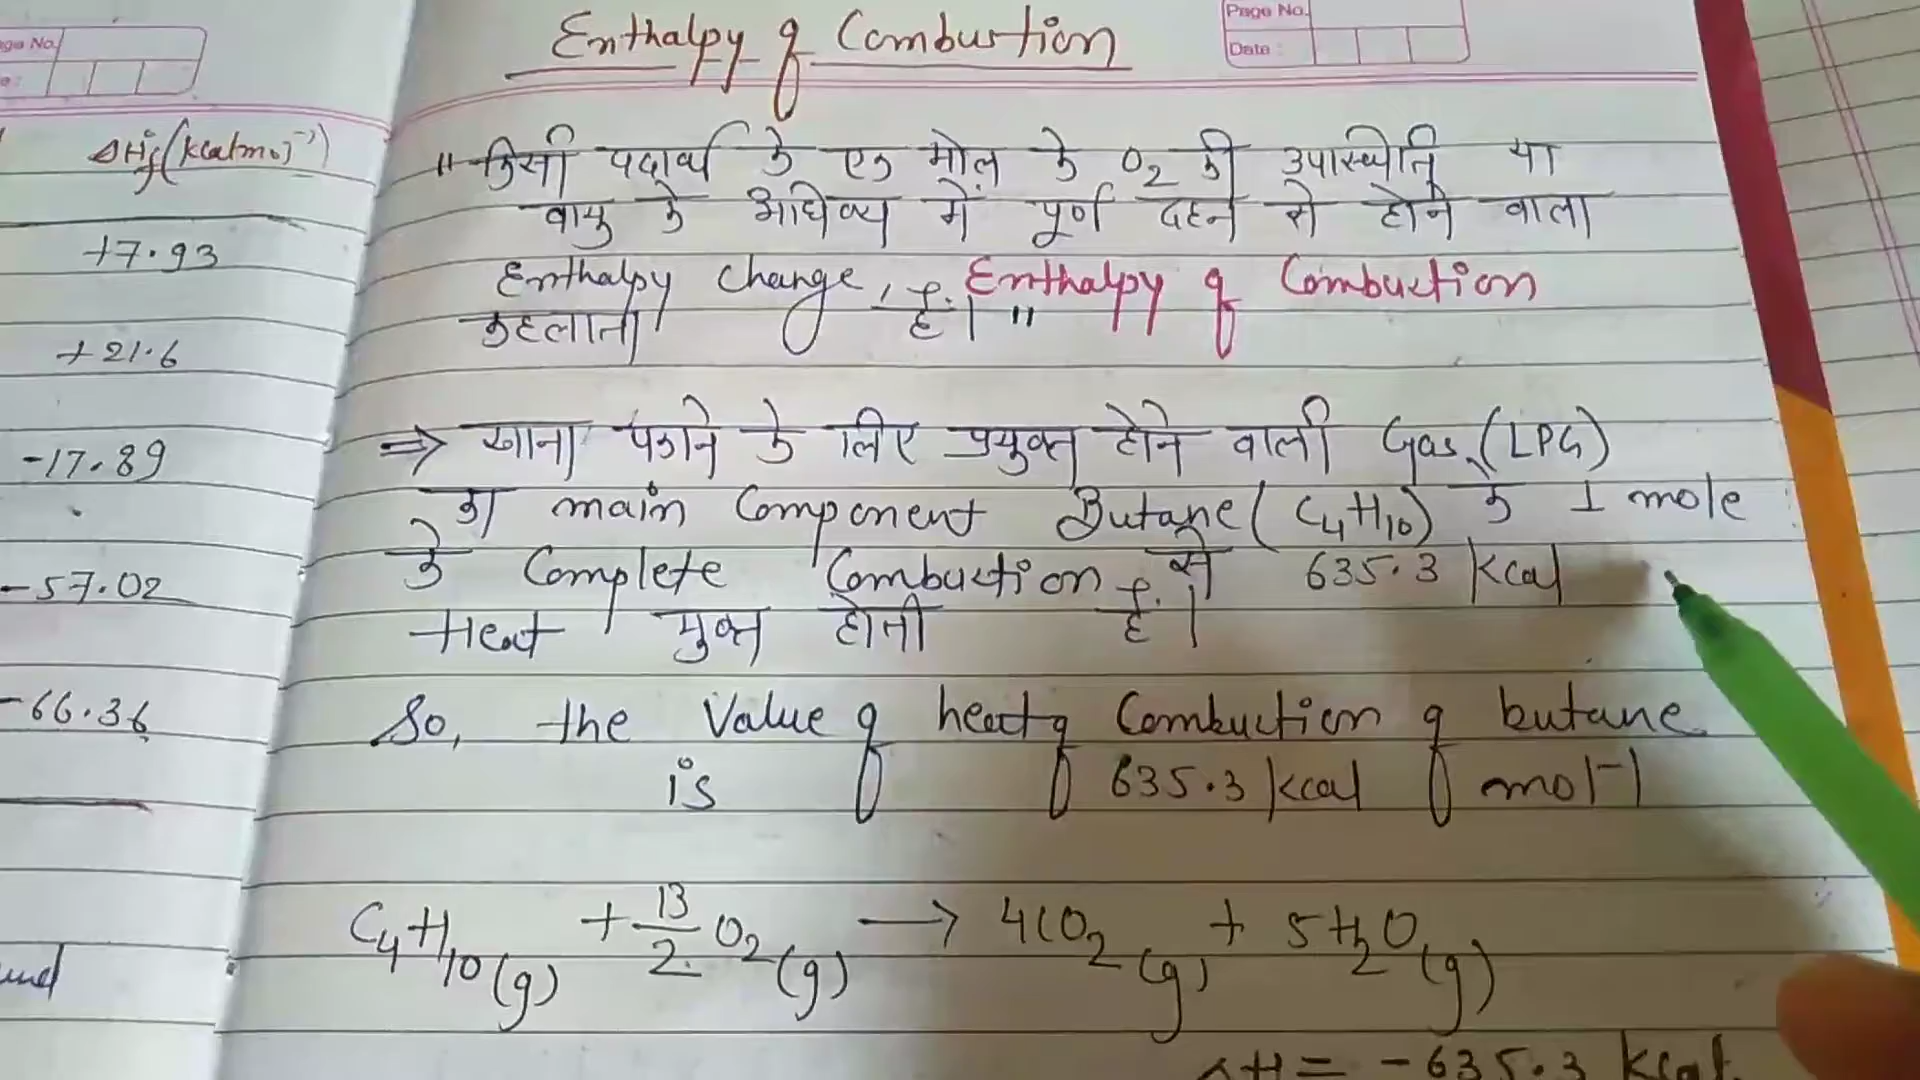 Page No.
Date :
Enthalpy of Combustion
" किसी पदार्थ के एक मोल के O₂ की उपस्थिति या
वायु के आधिक्य में पूर्ण दहन से होने वाला
Enthalpy change, Enthalpy of Combustion
कहलाता है। "
⇒ खाना पकाने के लिए प्रयुक्त होने वाली Gas (LPG)
का main Component Butane (C₄H₁₀) के 1 mole
के Complete Combustion से 635.3 kcal
Heat मुक्त होती है।
So, the Value of heat of Combustion of butane
is 635.3 kcal mol⁻¹
C₄H₁₀(g) + 13/2 O₂(g) → 4CO₂(g) + 5H₂O(g)
ΔH = -635.3 kcal
ΔH°f (kcal mol⁻¹)
+7.93
+21.6
-17.89
-57.02
-66.36